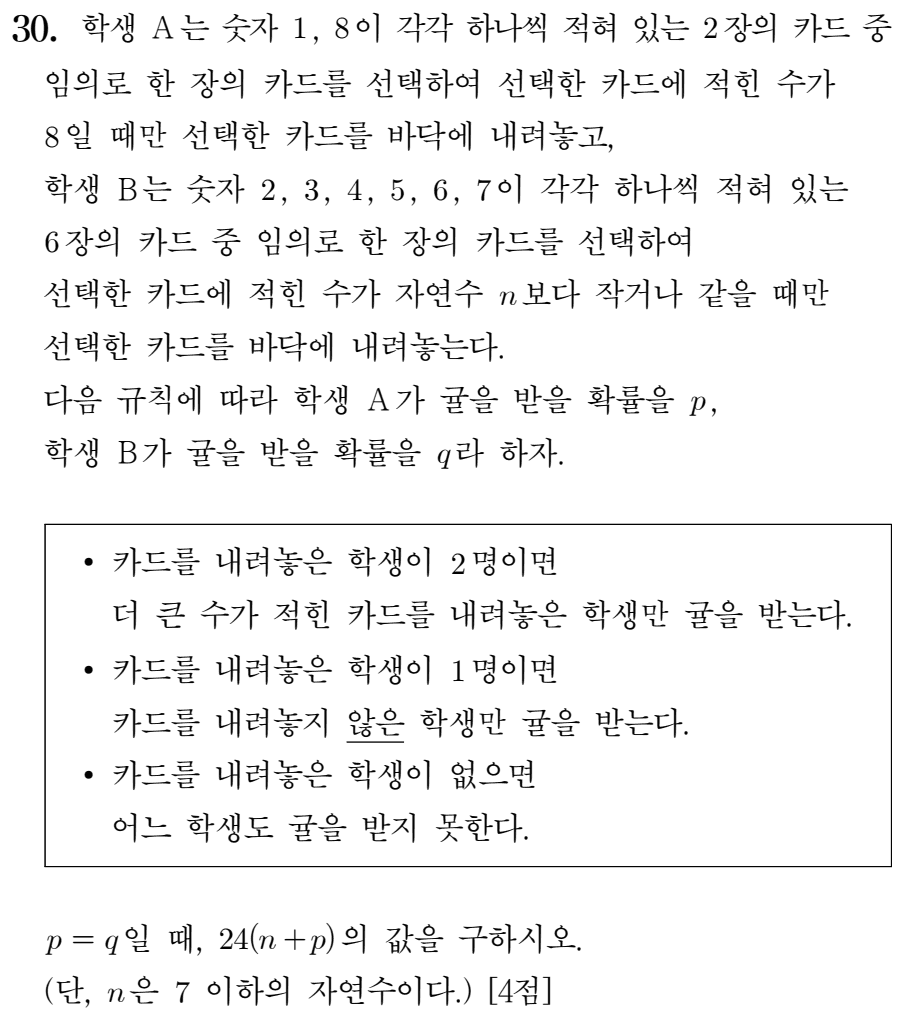 30. 학생 A는 숫자 1, 8이 각각 하나씩 적혀 있는 2장의 카드 중
임의로 한 장의 카드를 선택하여 선택한 카드에 적힌 수가
8일 때만 선택한 카드를 바닥에 내려놓고,
학생 B는 숫자 2, 3, 4, 5, 6, 7이 각각 하나씩 적혀 있는
6장의 카드 중 임의로 한 장의 카드를 선택하여
선택한 카드에 적힌 수가 자연수 n보다 작거나 같을 때만
선택한 카드를 바닥에 내려놓는다.
다음 규칙에 따라 학생 A가 귤을 받을 확률을 p,
학생 B가 귤을 받을 확률을 q라 하자.
• 카드를 내려놓은 학생이 2명이면
더 큰 수가 적힌 카드를 내려놓은 학생만 귤을 받는다.
• 카드를 내려놓은 학생이 1명이면
카드를 내려놓지 않은 학생만 귤을 받는다.
• 카드를 내려놓은 학생이 없으면
어느 학생도 귤을 받지 못한다.
p = q일 때, 24(n+p)의 값을 구하시오.
(단, n은 7 이하의 자연수이다.) [4점]